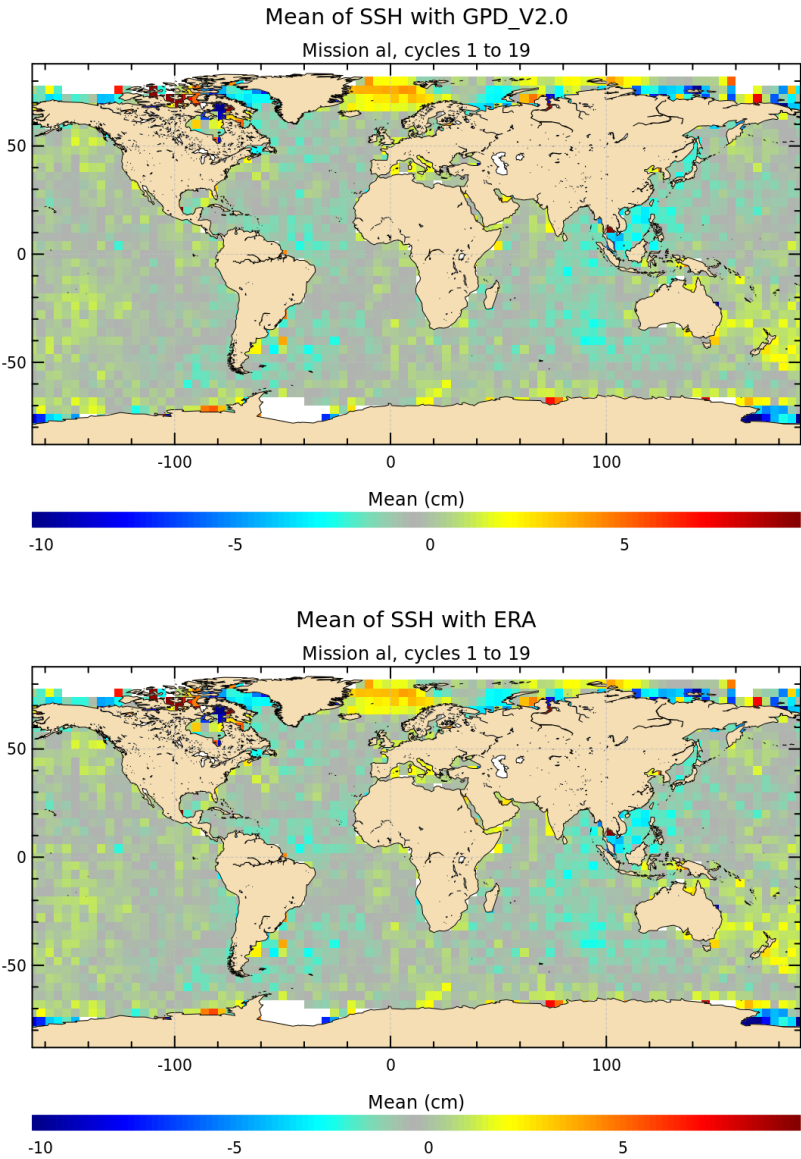 Mean of SSH with GPD_V2.0
Mission al, cycles 1 to 19
50
0
-50
-100 0 100
Mean (cm)
-10 -5 0 5
Mean of SSH with ERA
Mission al, cycles 1 to 19
50
0
-50
-100 0 100
Mean (cm)
-10 -5 0 5